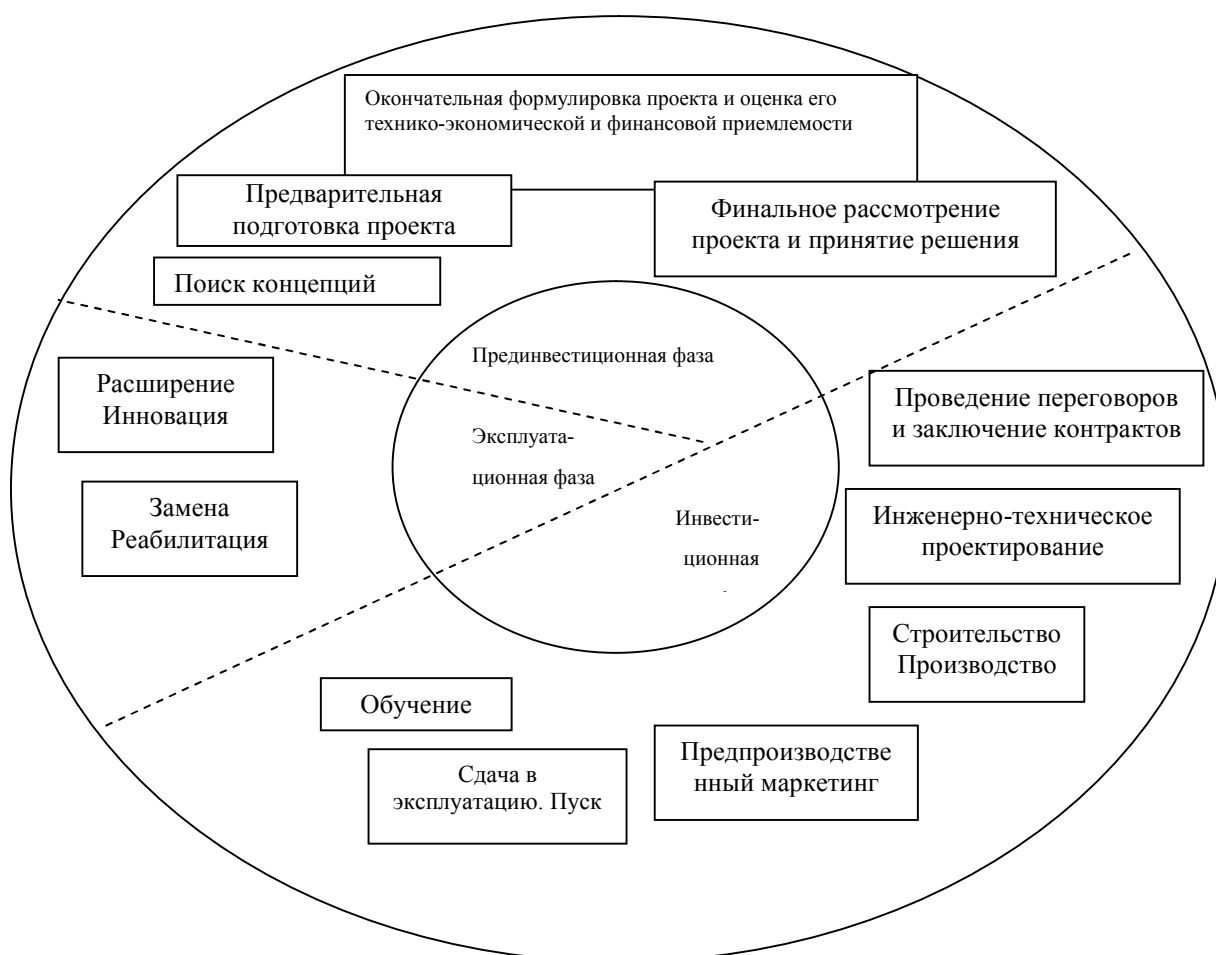 Окончательная формулировка проекта и оценка его
технико-экономической и финансовой приемлемости
Предварительная
подготовка проекта
Финальное рассмотрение
проекта и принятие решения
Поиск концепций
Прединвестиционная фаза
Расширение
Инновация
Проведение переговоров
и заключение контрактов
Эксплуата-
ционная фаза
Замена
Реабилитация
Инвести-
ционная
Инженерно-техническое
проектирование
Строительство
Производство
Обучение
Предпроизводстве
нный маркетинг
Сдача в
эксплуатацию. Пуск